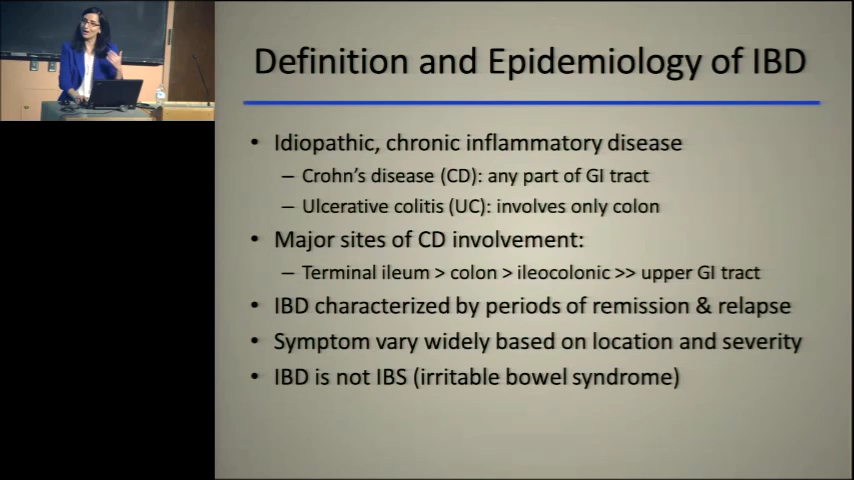 Definition and Epidemiology of IBD
• Idiopathic, chronic inflammatory disease
– Crohn's disease (CD): any part of GI tract
– Ulcerative colitis (UC): involves only colon
• Major sites of CD involvement:
– Terminal ileum > colon > ileocolonic >> upper GI tract
• IBD characterized by periods of remission & relapse
• Symptom vary widely based on location and severity
• IBD is not IBS (irritable bowel syndrome)